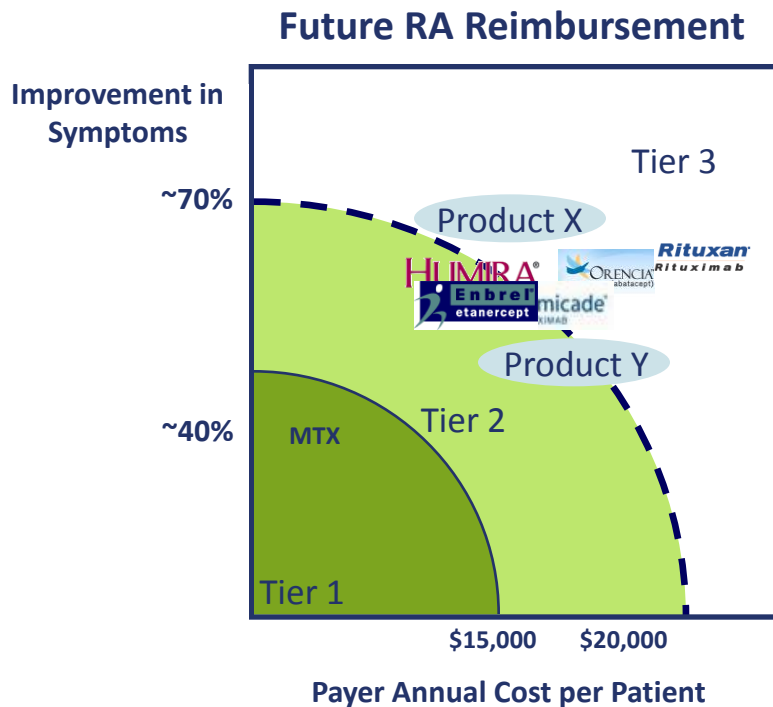 Future RA Reimbursement
Improvement in
Symptoms
Tier 3
~70%
Product X
HUMIRA®
ORENCIA
abatacept)
Rituxan
Rituximab
Enbrel®
etanercept
micade®
XIMAB
Product Y
Tier 2
~40%
MTX
Tier 1
$15,000
$20,000
Payer Annual Cost per Patient